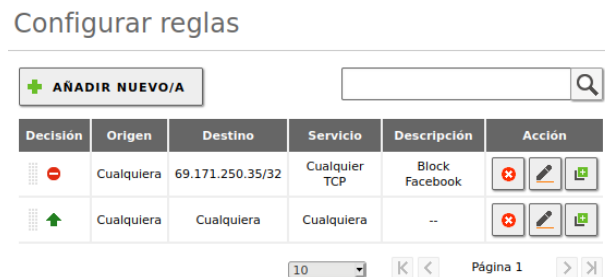 Configurar reglas
AÑADIR NUEVO/A
Decisión Origen Destino Servicio Descripción Acción
Cualquiera 69.171.250.35/32 Cualquier TCP Block Facebook
Cualquiera Cualquiera Cualquiera --
10 Página 1